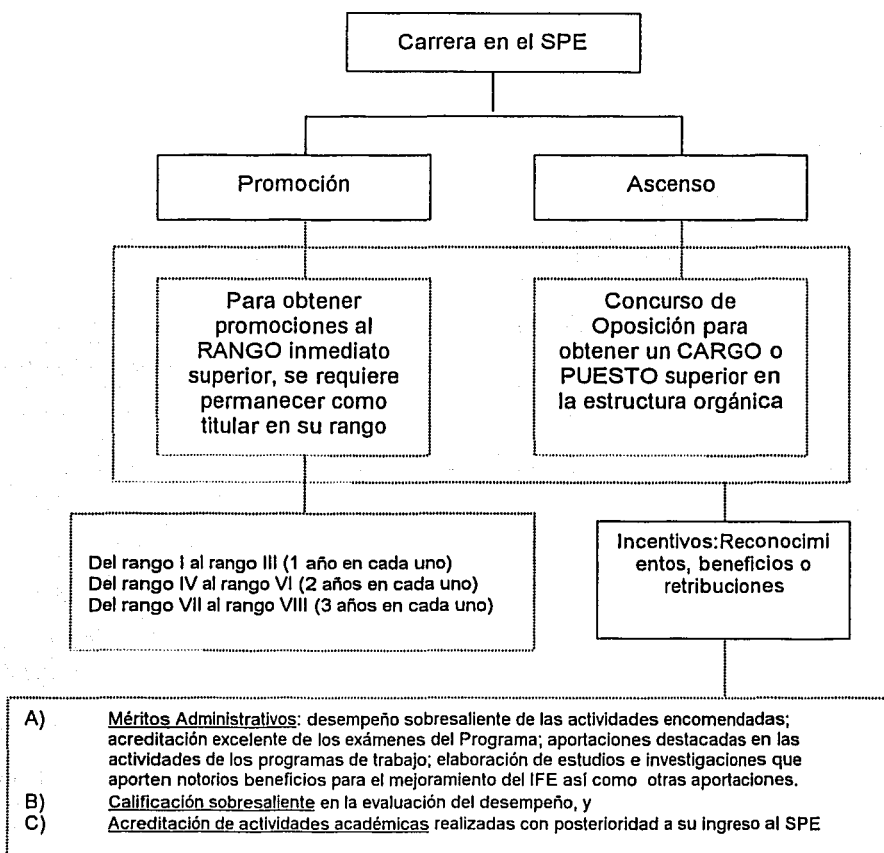 Carrera en el SPE
Promoción
Ascenso
Para obtener
promociones al
RANGO inmediato
superior, se requiere
permanecer como
titular en su rango
Concurso de
Oposición para
obtener un CARGO o
PUESTO superior en
la estructura orgánica
Del rango I al rango III (1 año en cada uno)
Del rango IV al rango VI (2 años en cada uno)
Del rango VII al rango VIII (3 años en cada uno)
Incentivos:Reconocimi
entos, beneficios o
retribuciones
A) Méritos Administrativos: desempeño sobresaliente de las actividades encomendadas;
acreditación excelente de los exámenes del Programa; aportaciones destacadas en las
actividades de los programas de trabajo; elaboración de estudios e investigaciones que
aporten notorios beneficios para el mejoramiento del IFE así como otras aportaciones.
B) Calificación sobresaliente en la evaluación del desempeño, y
C) Acreditación de actividades académicas realizadas con posterioridad a su ingreso al SPE